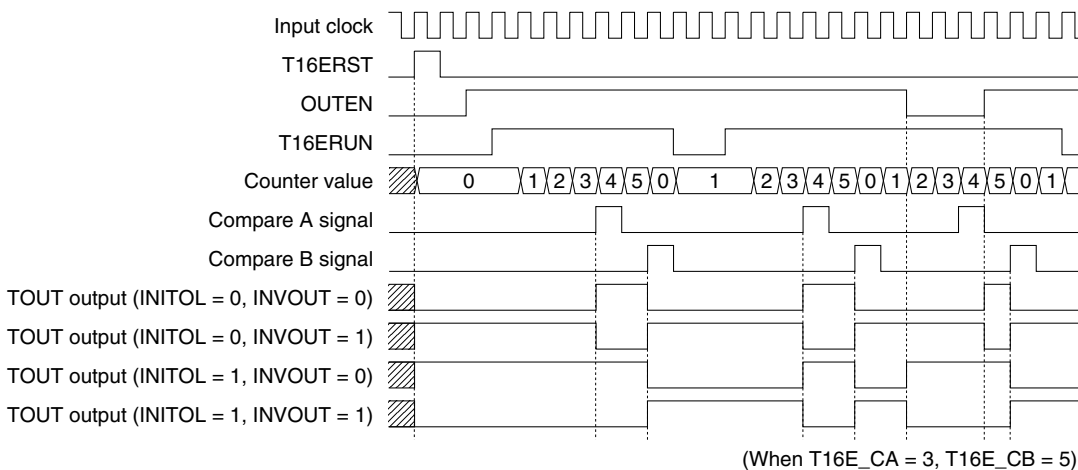 Input clock
T16ERST
OUTEN
T16ERUN
Counter value 0 1 2 3 4 5 0 1 2 3 4 5 0 1 2 3 4 5 0 1
Compare A signal
Compare B signal
TOUT output (INITOL = 0, INVOUT = 0)
TOUT output (INITOL = 0, INVOUT = 1)
TOUT output (INITOL = 1, INVOUT = 0)
TOUT output (INITOL = 1, INVOUT = 1)
(When T16E_CA = 3, T16E_CB = 5)